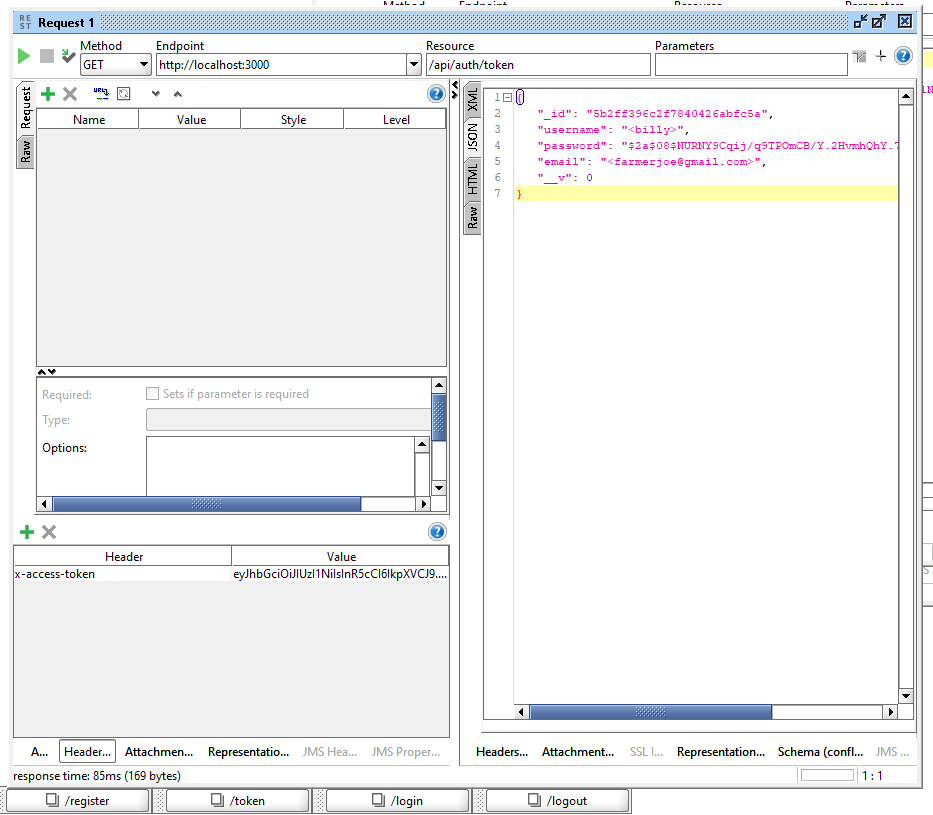 Request 1
Method Endpoint Resource Parameters
GET http://localhost:3000 /api/auth/token
Request
Raw
Name Value Style Level
Required: Sets if parameter is required
Type:
Options:
Header Value
x-access-token eyJhbGciOiJIUzI1NiIsInR5cCI6IkpXVCJ9....
A... Header... Attachmen... Representatio... JMS Hea... JMS Proper...
response time: 85ms (169 bytes)
XML
JSON
HTML
Raw
1 {
2 "_id": "5b2ff396c2f7840426abfc5a",
3 "username": "<billy>",
4 "password": "$2a$08$NURNY9Cqij/q9TPOmCB/Y.2HvmhQhY.
5 "email": "<farmerjoe@gmail.com>",
6 "__v": 0
7 }
Headers... Attachment... SSL I... Representation... Schema (confl... JMS ...
1 : 1
/register /token /login /logout